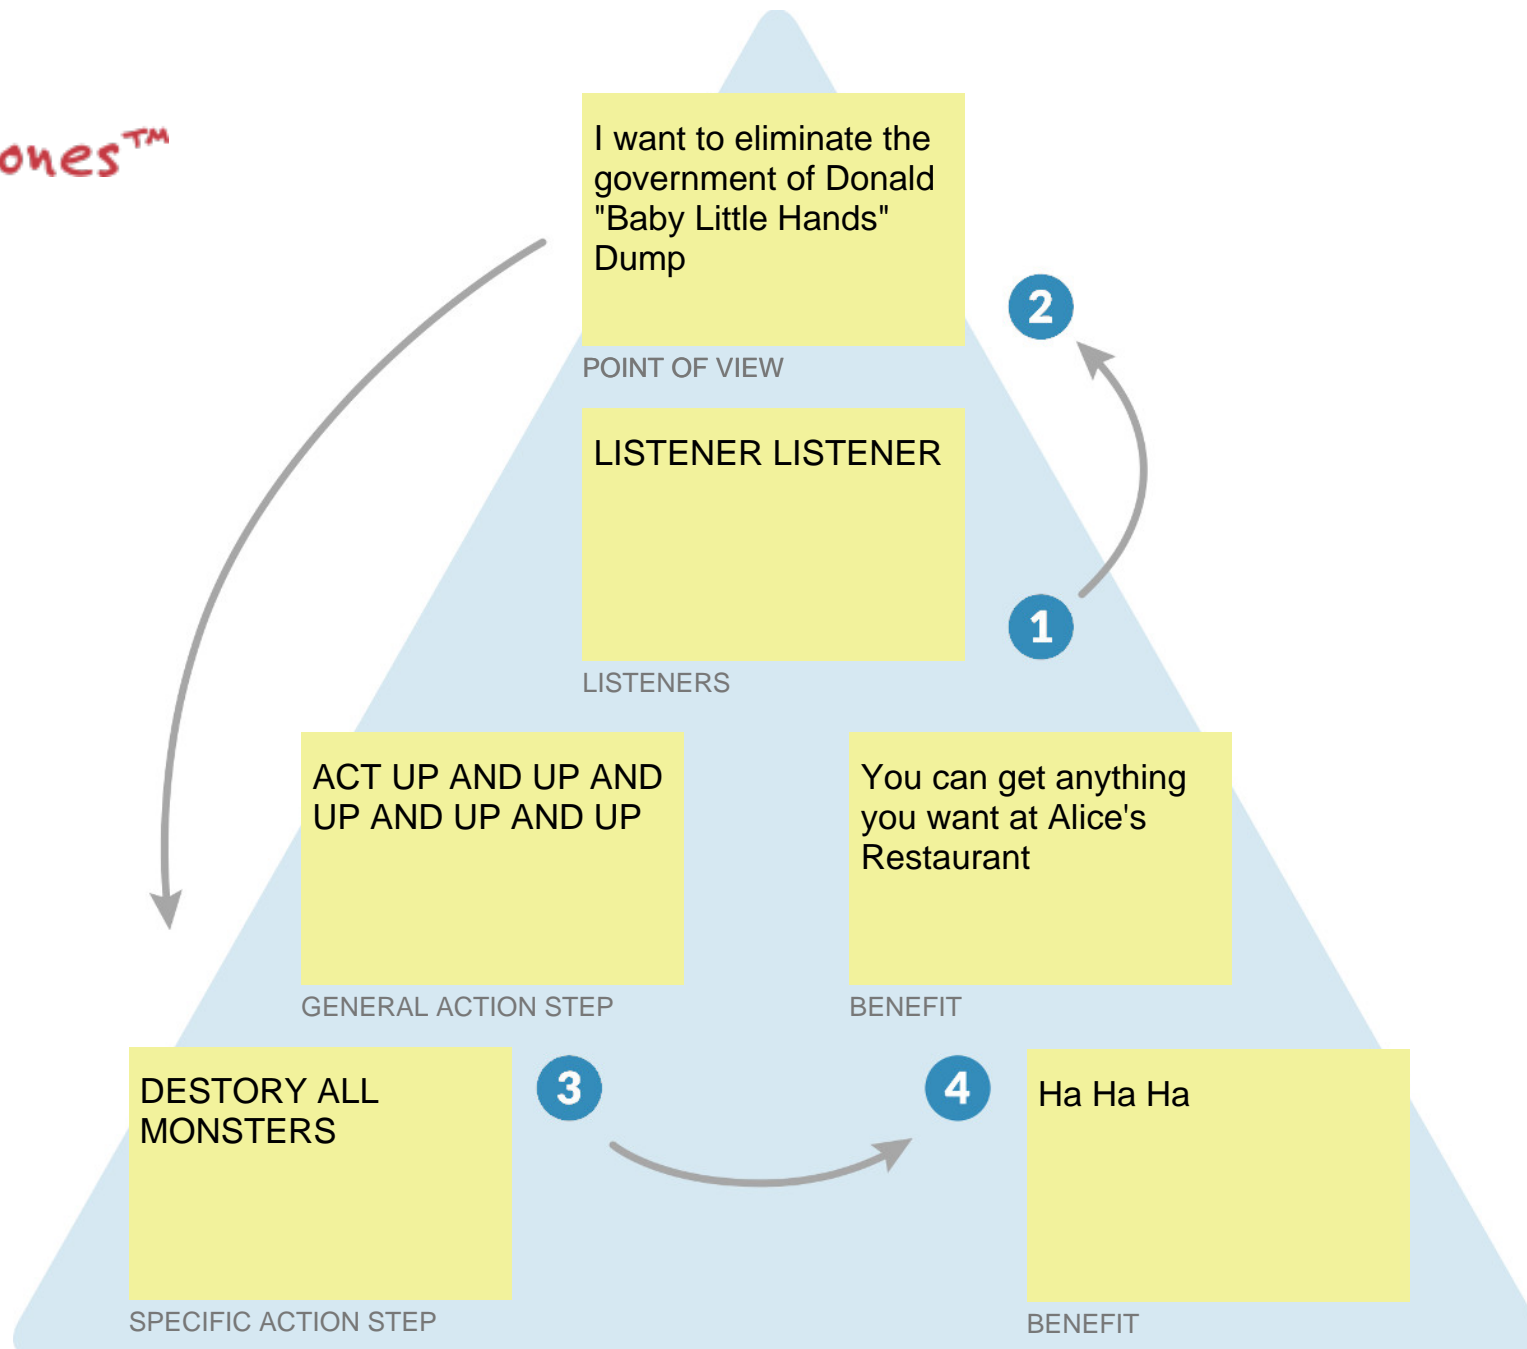 ones™
I want to eliminate the
government of Donald
"Baby Little Hands"
Dump
2
POINT OF VIEW
LISTENER LISTENER
1
LISTENERS
ACT UP AND UP AND
UP AND UP AND UP
GENERAL ACTION STEP
You can get anything
you want at Alice's
Restaurant
BENEFIT
DESTORY ALL
MONSTERS
SPECIFIC ACTION STEP
3
4
Ha Ha Ha
BENEFIT